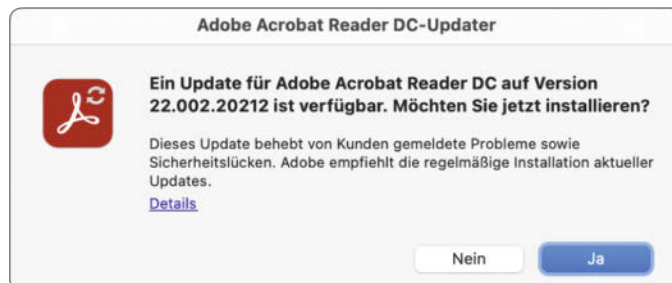 Adobe Acrobat Reader DC-Updater
Ein Update für Adobe Acrobat Reader DC auf Version
22.002.20212 ist verfügbar. Möchten Sie jetzt installieren?
Dieses Update behebt von Kunden gemeldete Probleme sowie
Sicherheitslücken. Adobe empfiehlt die regelmäßige Installation aktueller
Updates.
Details
Nein
Ja